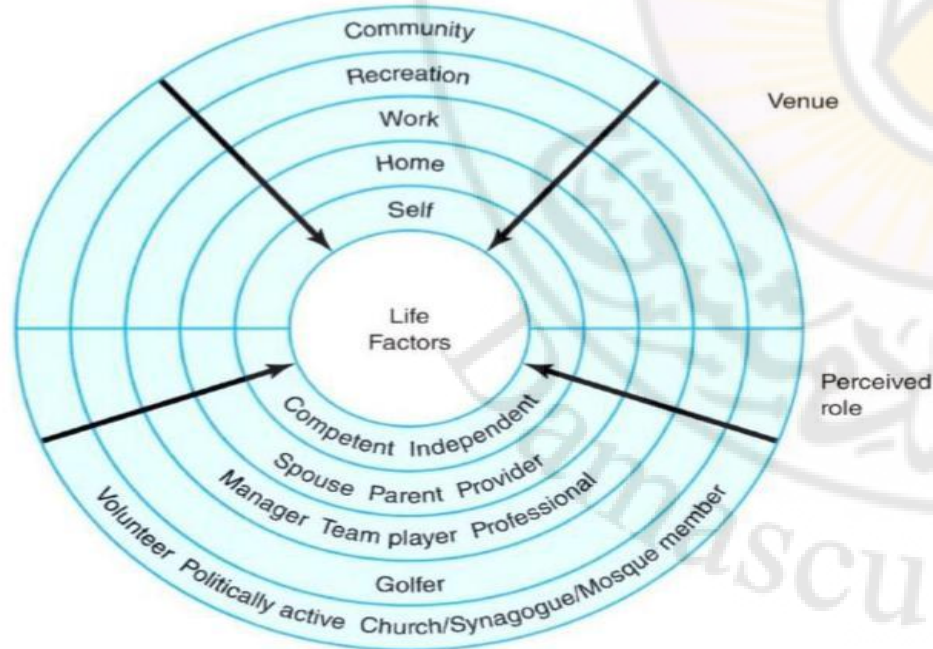 Community
Recreation
Work
Home
Self
Venue
Life
Factors
Perceived
role
Competent Independent
Spouse Parent Provider
Manager Team player Professional
Golfer
Volunteer Politically active Church/Synagogue/Mosque member